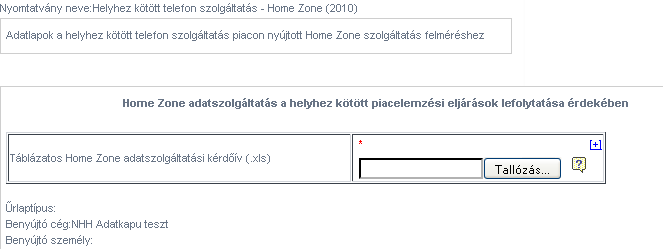 Nyomtatvány neve:Helyhez kötött telefon szolgáltatás - Home Zone (2010)
Adatlapok a helyhez kötött telefon szolgáltatás piacon nyújtott Home Zone szolgáltatás felméréshez
Home Zone adatszolgáltatás a helyhez kötött piacelemzési eljárások lefolytatása érdekében
* [+]
Táblázatos Home Zone adatszolgáltatási kérdőív (.xls)
Tallózás... ?
Űrlaptípus:
Benyújtó cég:NHH Adatkapu teszt
Benyújtó személy: